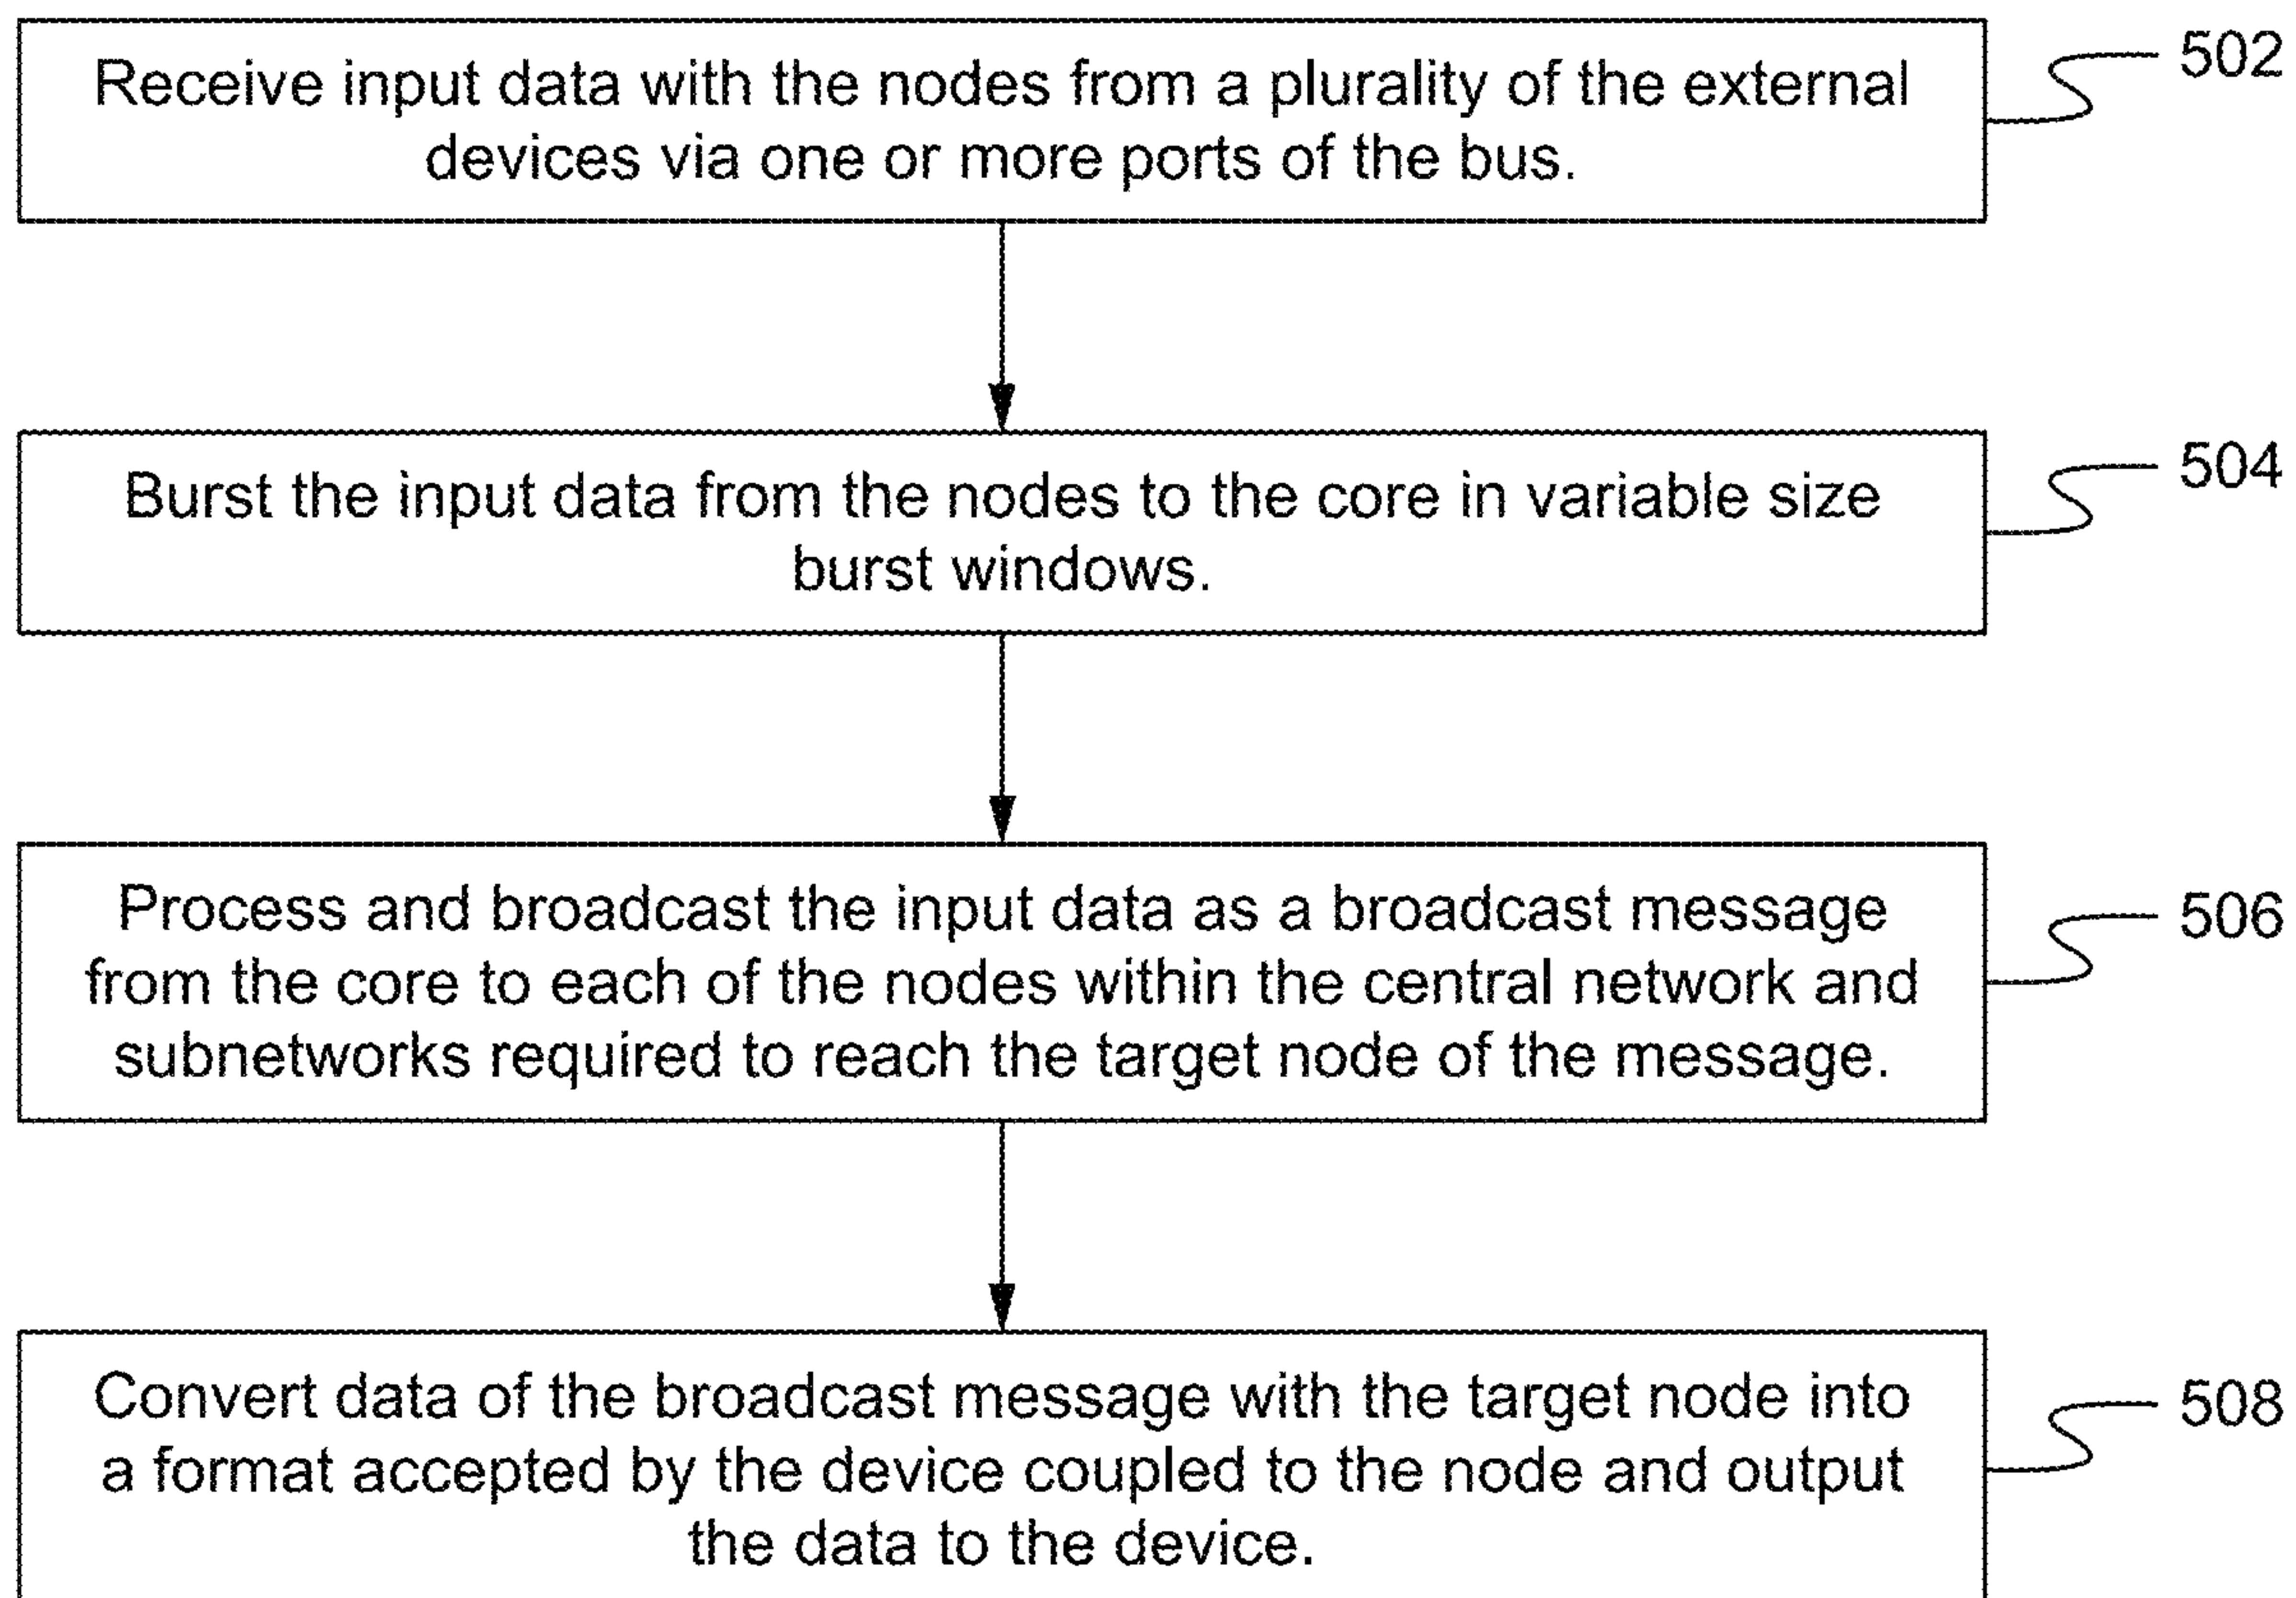 Receive input data with the nodes from a plurality of the external
devices via one or more ports of the bus.
502
Burst the input data from the nodes to the core in variable size
burst windows.
504
Process and broadcast the input data as a broadcast message
from the core to each of the nodes within the central network and
subnetworks required to reach the target node of the message.
506
Convert data of the broadcast message with the target node into
a format accepted by the device coupled to the node and output
the data to the device.
508